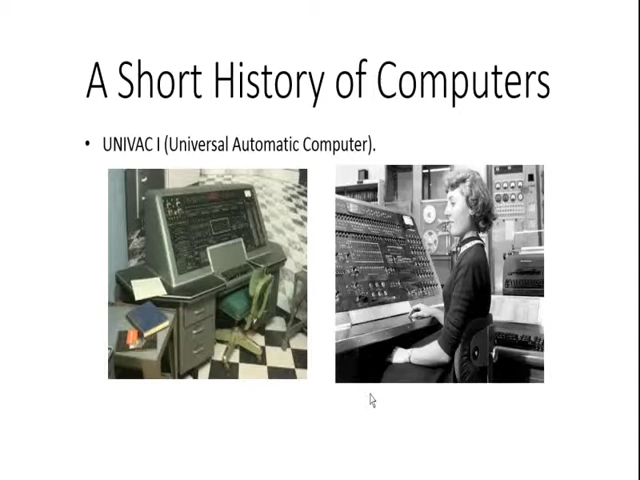 A Short History of Computers
• UNIVAC I (Universal Automatic Computer).